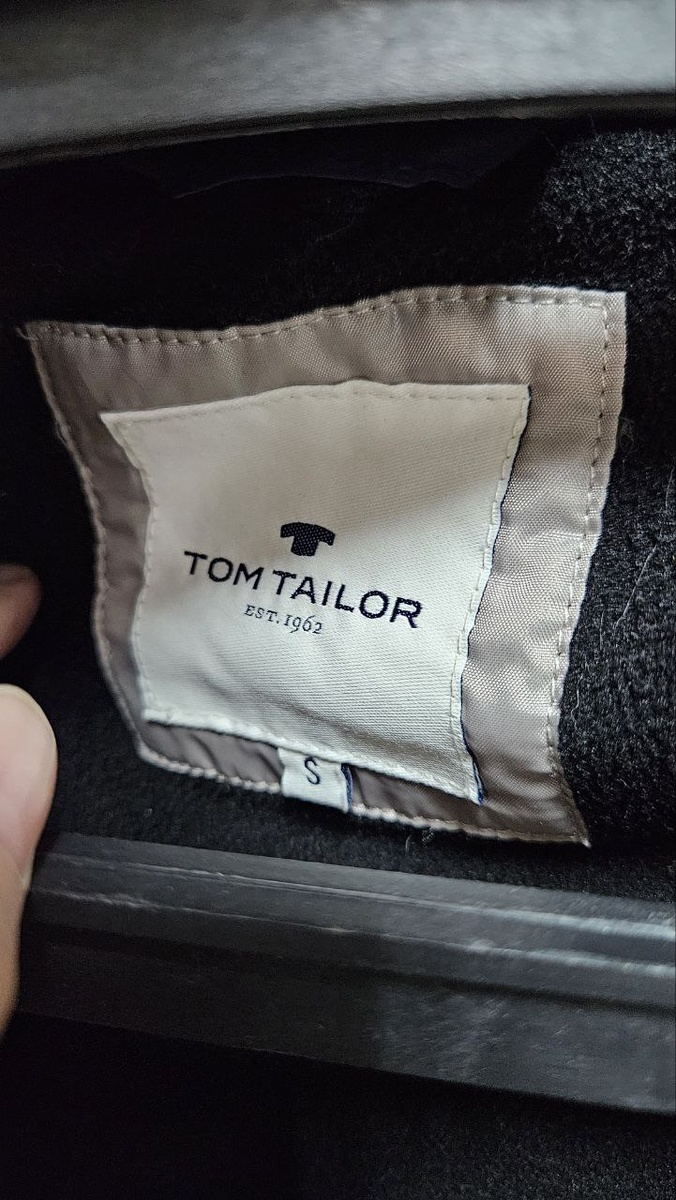 TOM TAILOR
EST. 1962
S